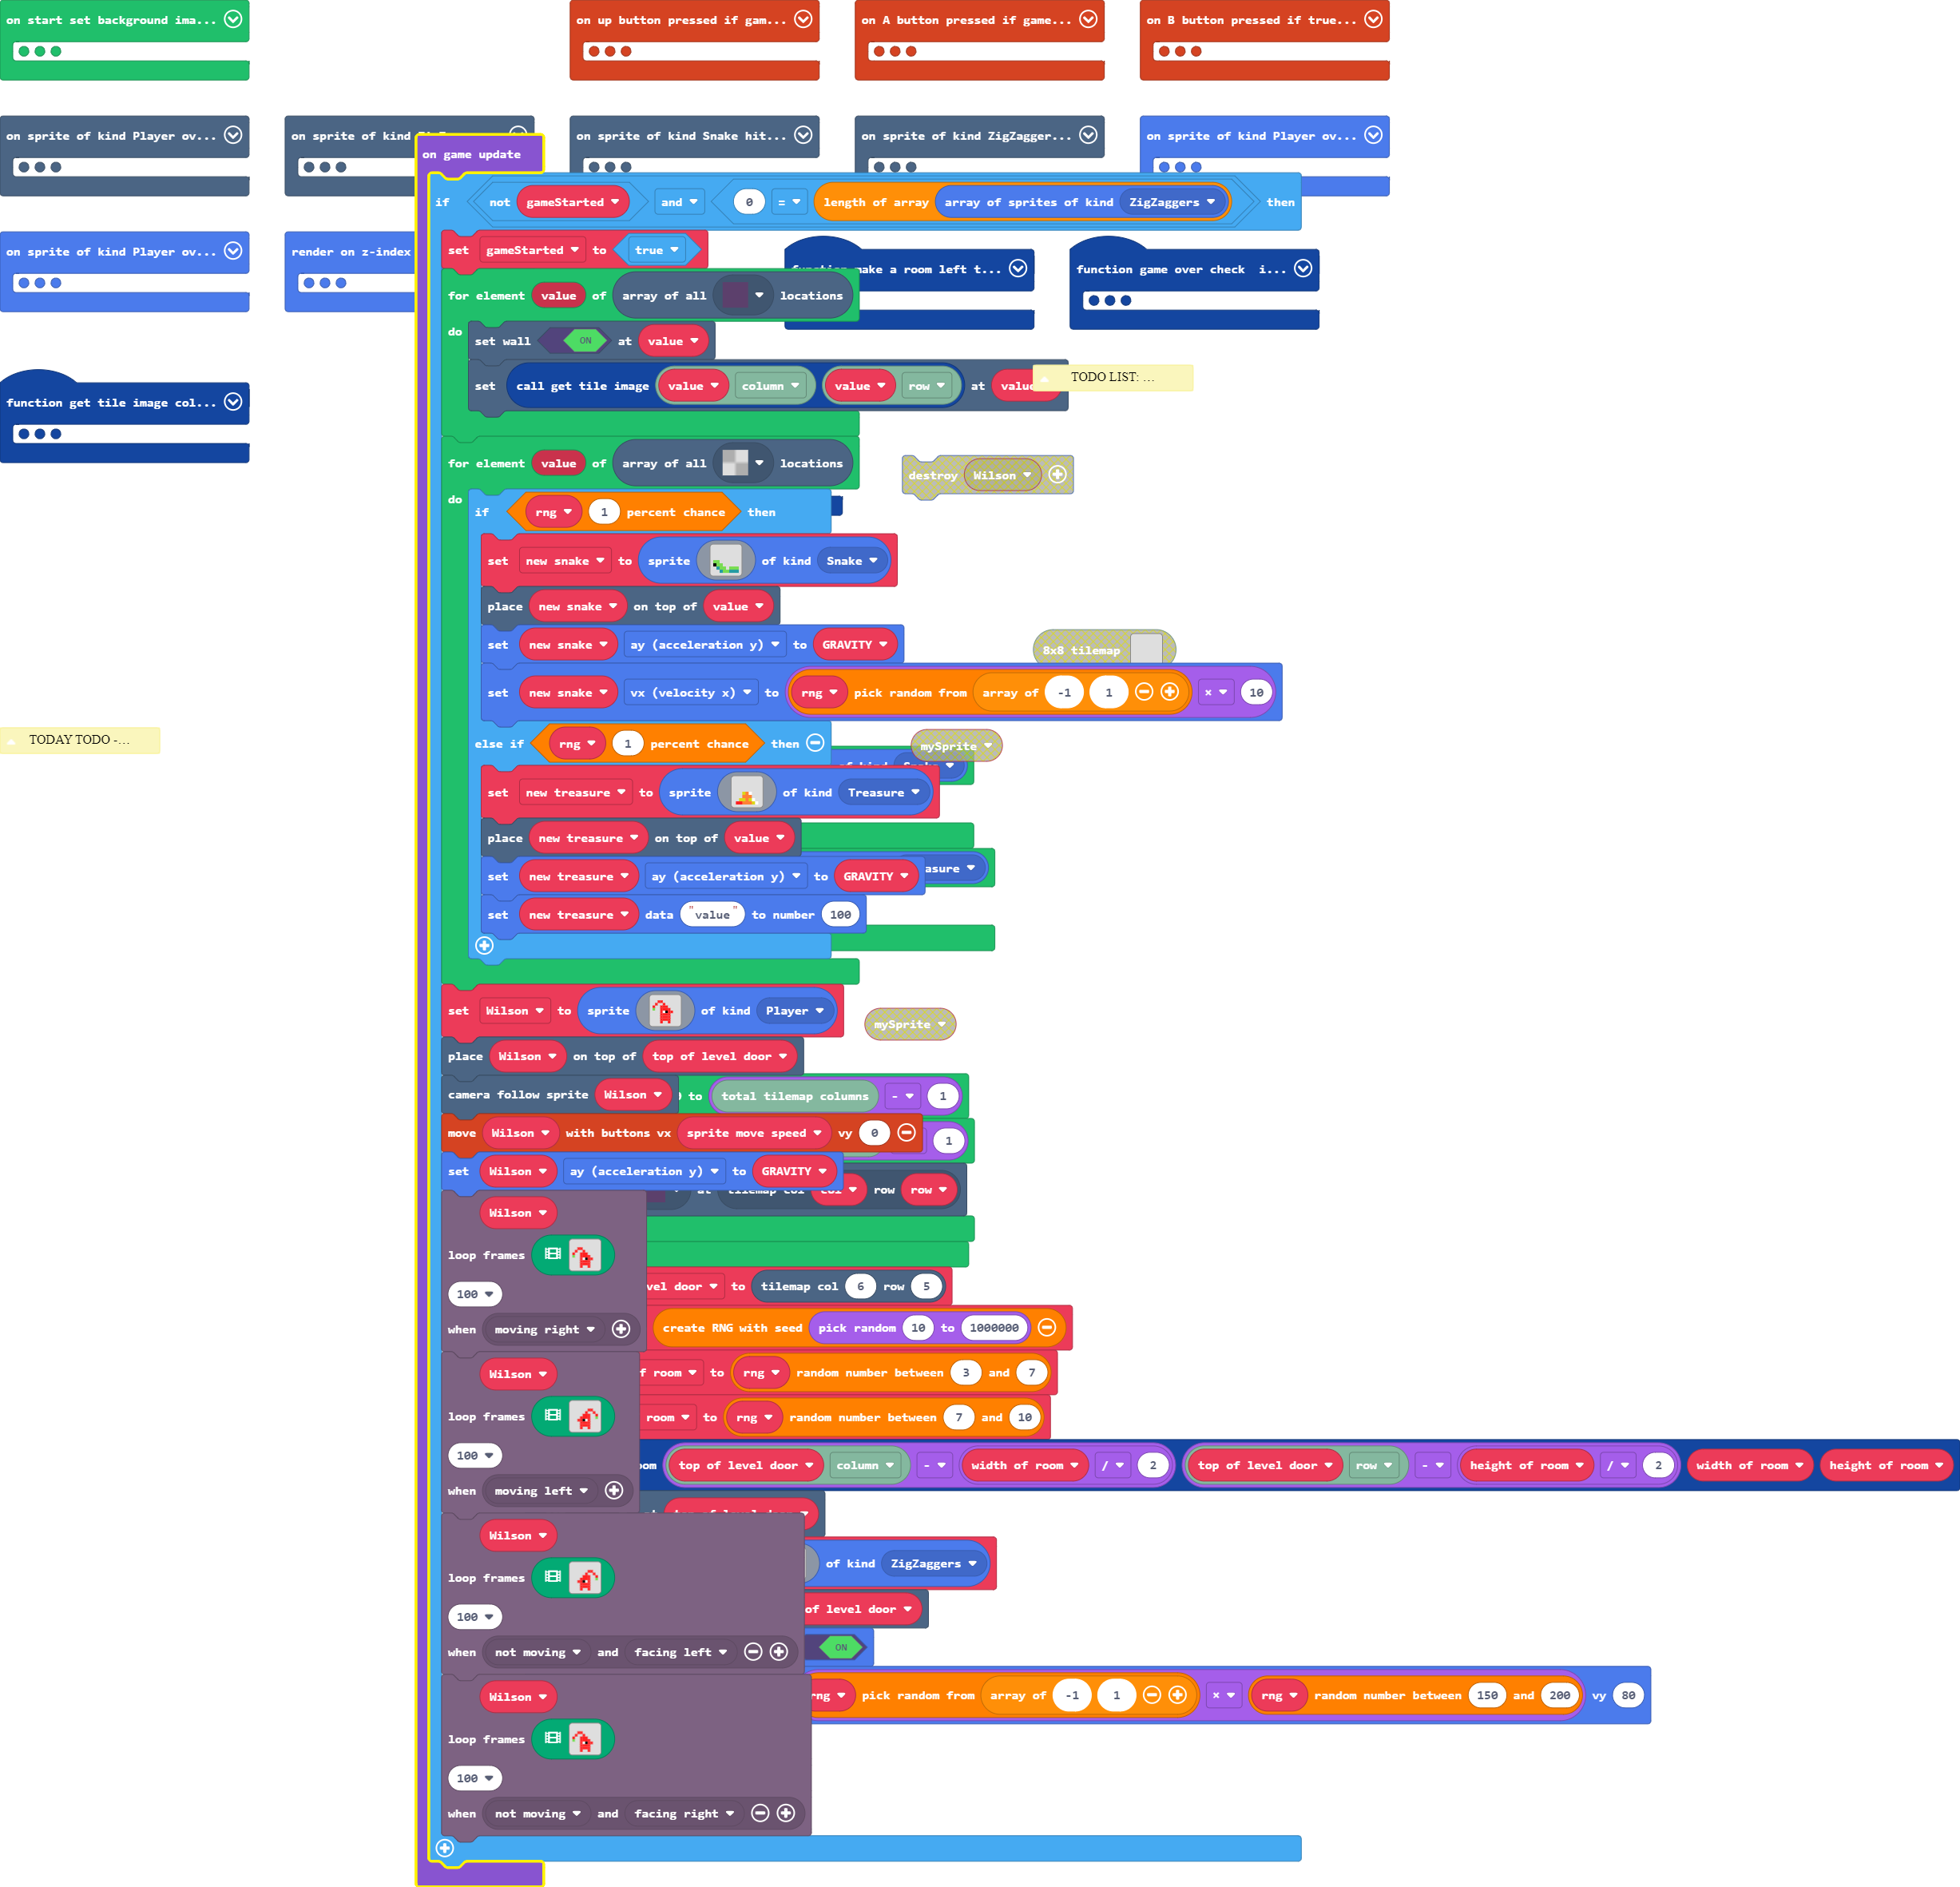 on start set background ima...
on up button pressed if gam...
on A button pressed if game...
on B button pressed if true...
on sprite of kind Player ov...
on sprite of kind
on sprite of kind Snake hit...
on sprite of kind ZigZagger...
on sprite of kind Player ov...
on game update
if not gameStarted and 0 = length of array array of sprites of kind ZigZaggers then
on sprite of kind Player ov...
render on z-index
set gameStarted to true
make a room left t...
function game over check i...
for element value of array of all locations
do
set wall ON at value
set call get tile image value column value row at value
TODO LIST: ...
function get tile image col...
for element value of array of all locations
destroy Wilson
do
if rng 1 percent chance then
set new snake to sprite of kind Snake
place new snake on top of value
set new snake ay (acceleration y) to GRAVITY
8x8 tilemap
set new snake vx (velocity x) to rng pick random from array of -1 1 × 10
TODAY TODO -...
else if rng 1 percent chance then
mySprite
set new treasure to sprite of kind Treasure
place new treasure on top of value
set new treasure ay (acceleration y) to GRAVITY
asure
set new treasure data "value" to number 100
set Wilson to sprite of kind Player
mySprite
place Wilson on top of top of level door
camera follow sprite Wilson
to total tilemap columns - 1
move Wilson with buttons vx sprite move speed vy 0
1
set Wilson ay (acceleration y) to GRAVITY
row row
Wilson
loop frames
vel door to tilemap col 6 row 5
100
when moving right
create RNG with seed pick random 10 to 1000000
f room to rng random number between 3 and 7
Wilson
loop frames
room to rng random number between 7 and 10
100
oom top of level door column - width of room / 2 top of level door row - height of room / 2 width of room height of room
when moving left
Wilson
loop frames
of kind ZigZaggers
100
of level door
when not moving and facing left
ON
Wilson
rng pick random from array of -1 1 × rng random number between 150 and 200 vy 80
loop frames
100
when not moving and facing right